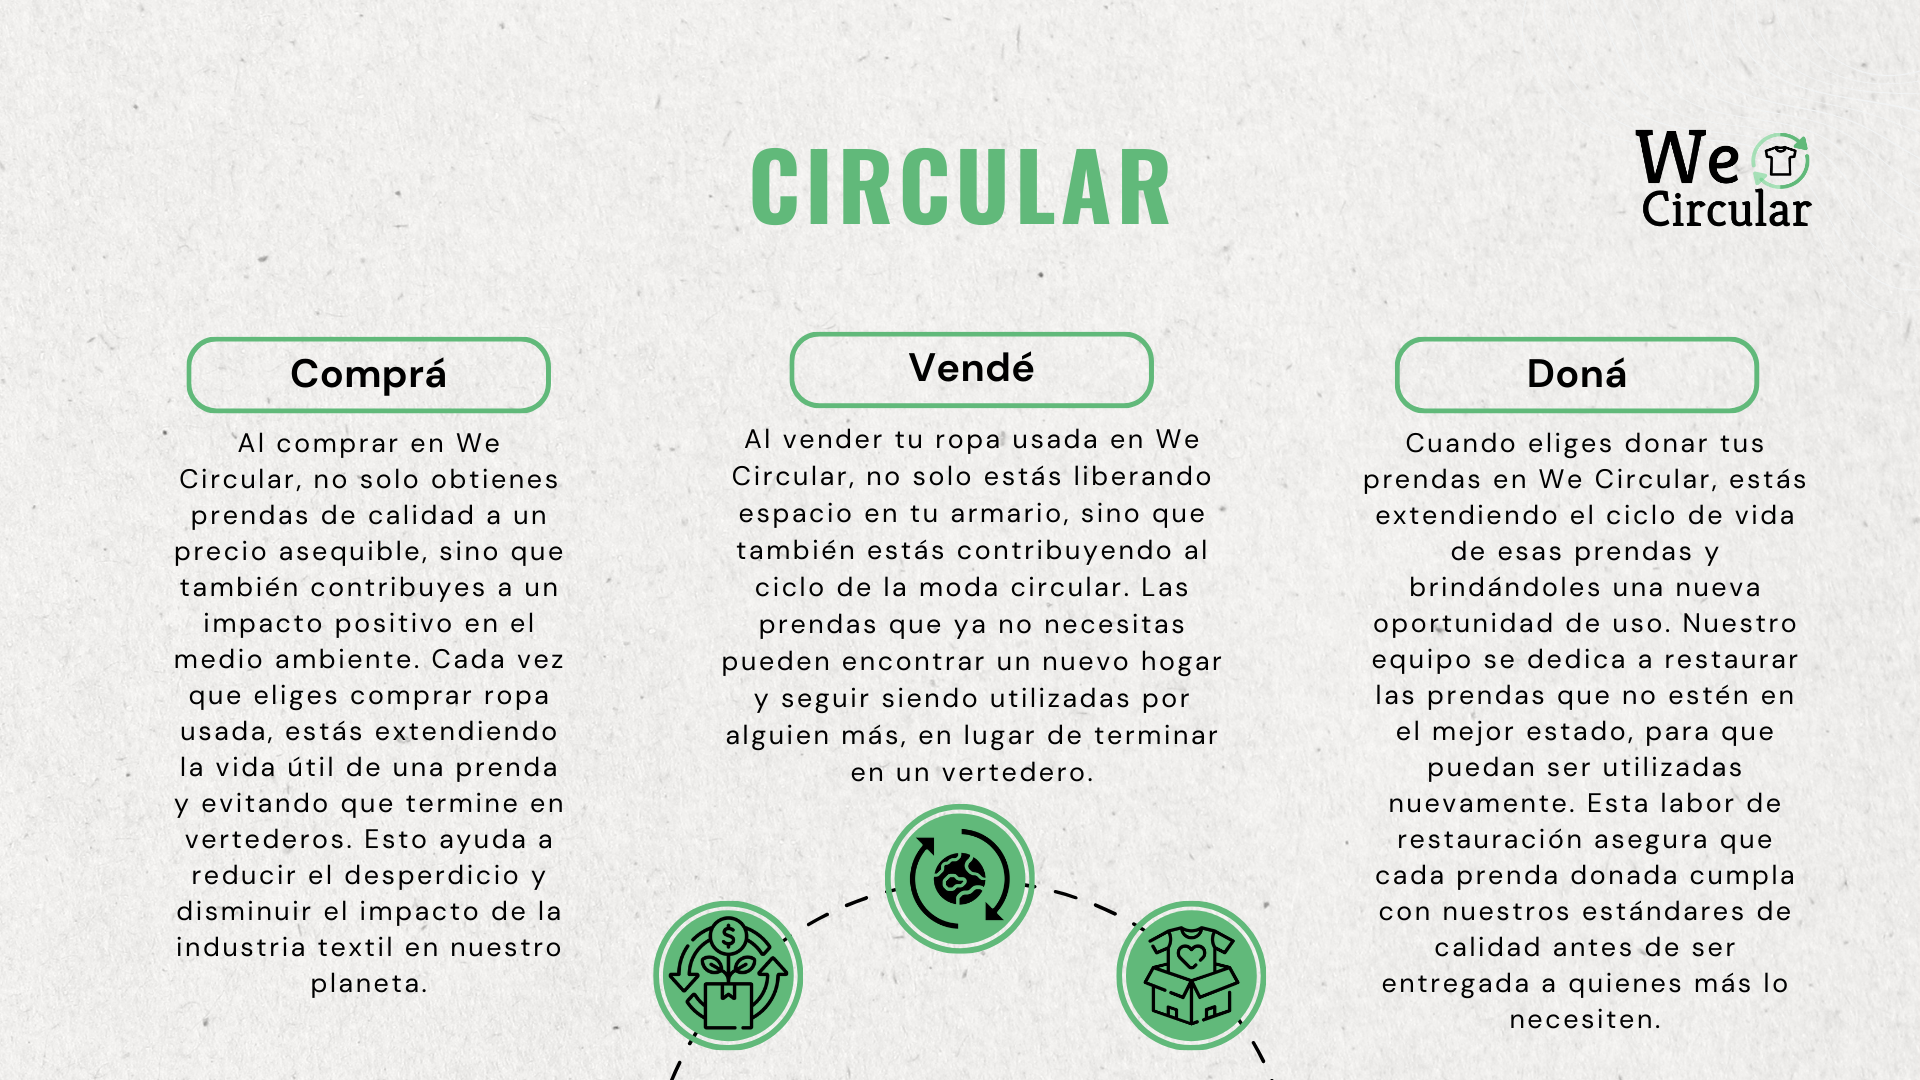 CIRCULAR
We
Circular
Comprá
Al comprar en We
Circular, no solo obtienes
prendas de calidad a un
precio asequible, sino que
también contribuyes a un
impacto positivo en el
medio ambiente. Cada vez
que eliges comprar ropa
usada, estás extendiendo
la vida útil de una prenda
y evitando que termine en
vertederos. Esto ayuda a
reducir el desperdicio y
disminuir el impacto de la
industria textil en nuestro
planeta.
Vendé
Al vender tu ropa usada en We
Circular, no solo estás liberando
espacio en tu armario, sino que
también estás contribuyendo al
ciclo de la moda circular. Las
prendas que ya no necesitas
pueden encontrar un nuevo hogar
y seguir siendo utilizadas por
alguien más, en lugar de terminar
en un vertedero.
$
Doná
Cuando eliges donar tus
prendas en We Circular, estás
extendiendo el ciclo de vida
de esas prendas y
brindándoles una nueva
oportunidad de uso. Nuestro
equipo se dedica a restaurar
las prendas que no estén en
el mejor estado, para que
puedan ser utilizadas
nuevamente. Esta labor de
restauración asegura que
cada prenda donada cumpla
con nuestros estándares de
calidad antes de ser
entregada a quienes más lo
necesiten.